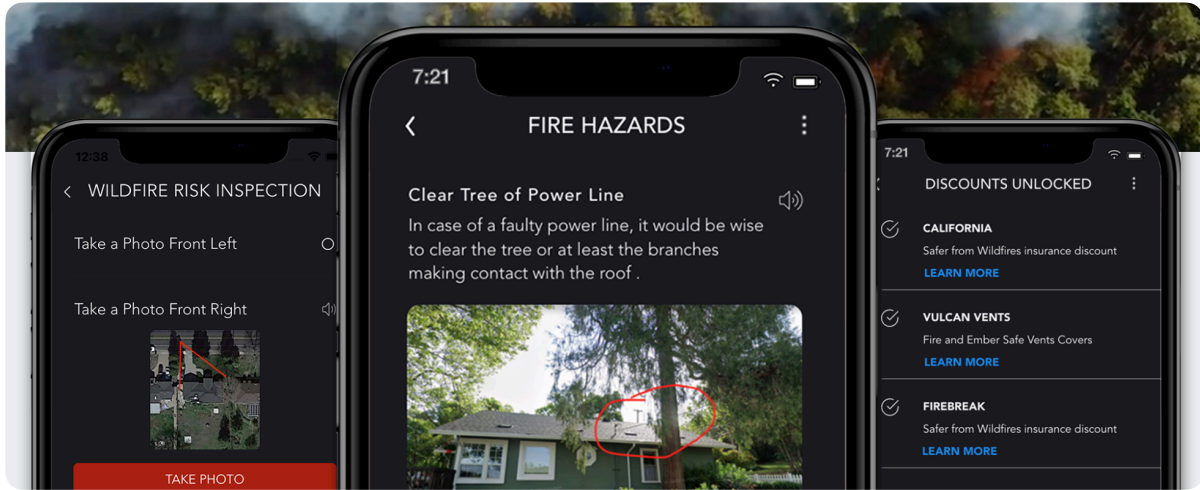 12:38
WILDFIRE RISK INSPECTION
Take a Photo Front Left
Take a Photo Front Right
TAKE PHOTO
7:21
FIRE HAZARDS
Clear Tree of Power Line
In case of a faulty power line, it would be wise
to clear the tree or at least the branches
making contact with the roof .
7:21
DISCOUNTS UNLOCKED
CALIFORNIA
Safer from Wildfires insurance discount
LEARN MORE
VULCAN VENTS
Fire and Ember Safe Vents Covers
LEARN MORE
FIREBREAK
Safer from Wildfires insurance discount
LEARN MORE